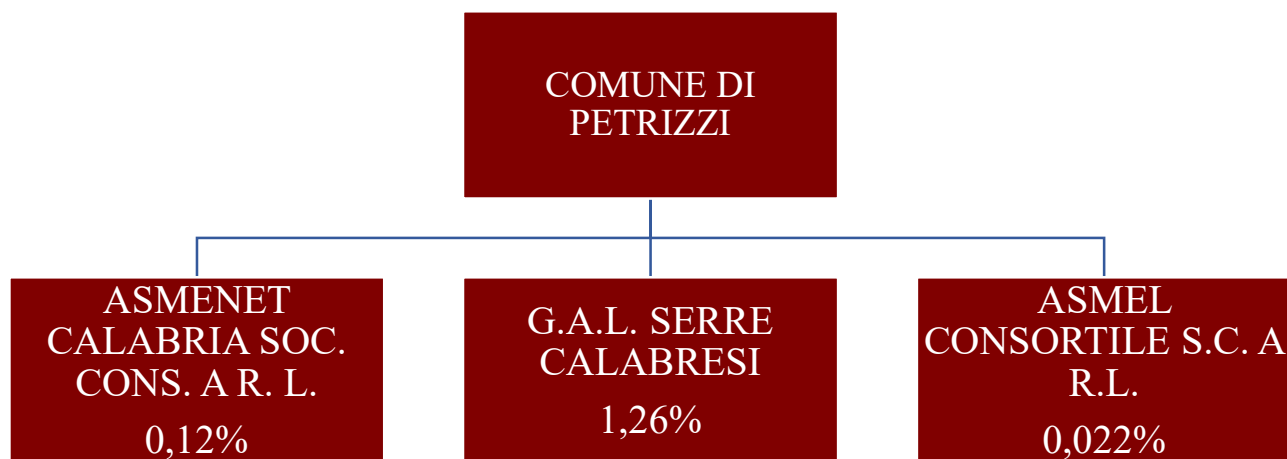 COMUNE DI
PETRIZZI
ASMENET
CALABRIA SOC.
CONS. A R. L.
0,12%
G.A.L. SERRE
CALABRESI
1,26%
ASMEL
CONSORTILE S.C. A
R.L.
0,022%